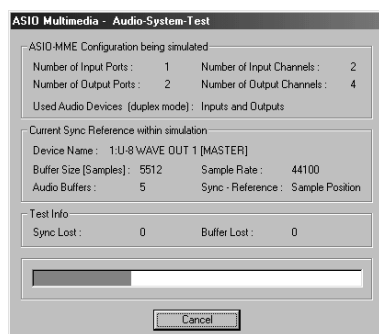 ASIO Multimedia - Audio-System-Test
ASIO-MME Configuration being simulated
Number of Input Ports : 1 Number of Input Channels : 2
Number of Output Ports : 2 Number of Output Channels : 4
Used Audio Devices (duplex mode) : Inputs and Outputs
Current Sync Reference within simulation
Device Name : 1:U-8 WAVE OUT 1 [MASTER]
Buffer Size [Samples] : 5512 Sample Rate : 44100
Audio Buffers : 5 Sync - Reference : Sample Position
Test Info
Sync Lost : 0 Buffer Lost : 0
Cancel